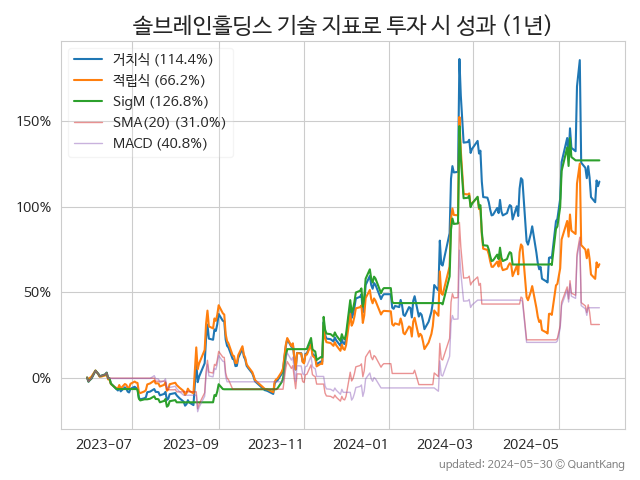 솔브레인홀딩스 기술 지표로 투자 시 성과 (1년)
거치식 (114.4%)
적립식 (66.2%)
SigM (126.8%)
SMA(20) (31.0%)
MACD (40.8%)
150%
100%
50%
0%
2023-07 2023-09 2023-11 2024-01 2024-03 2024-05
updated: 2024-05-30 © QuantKang